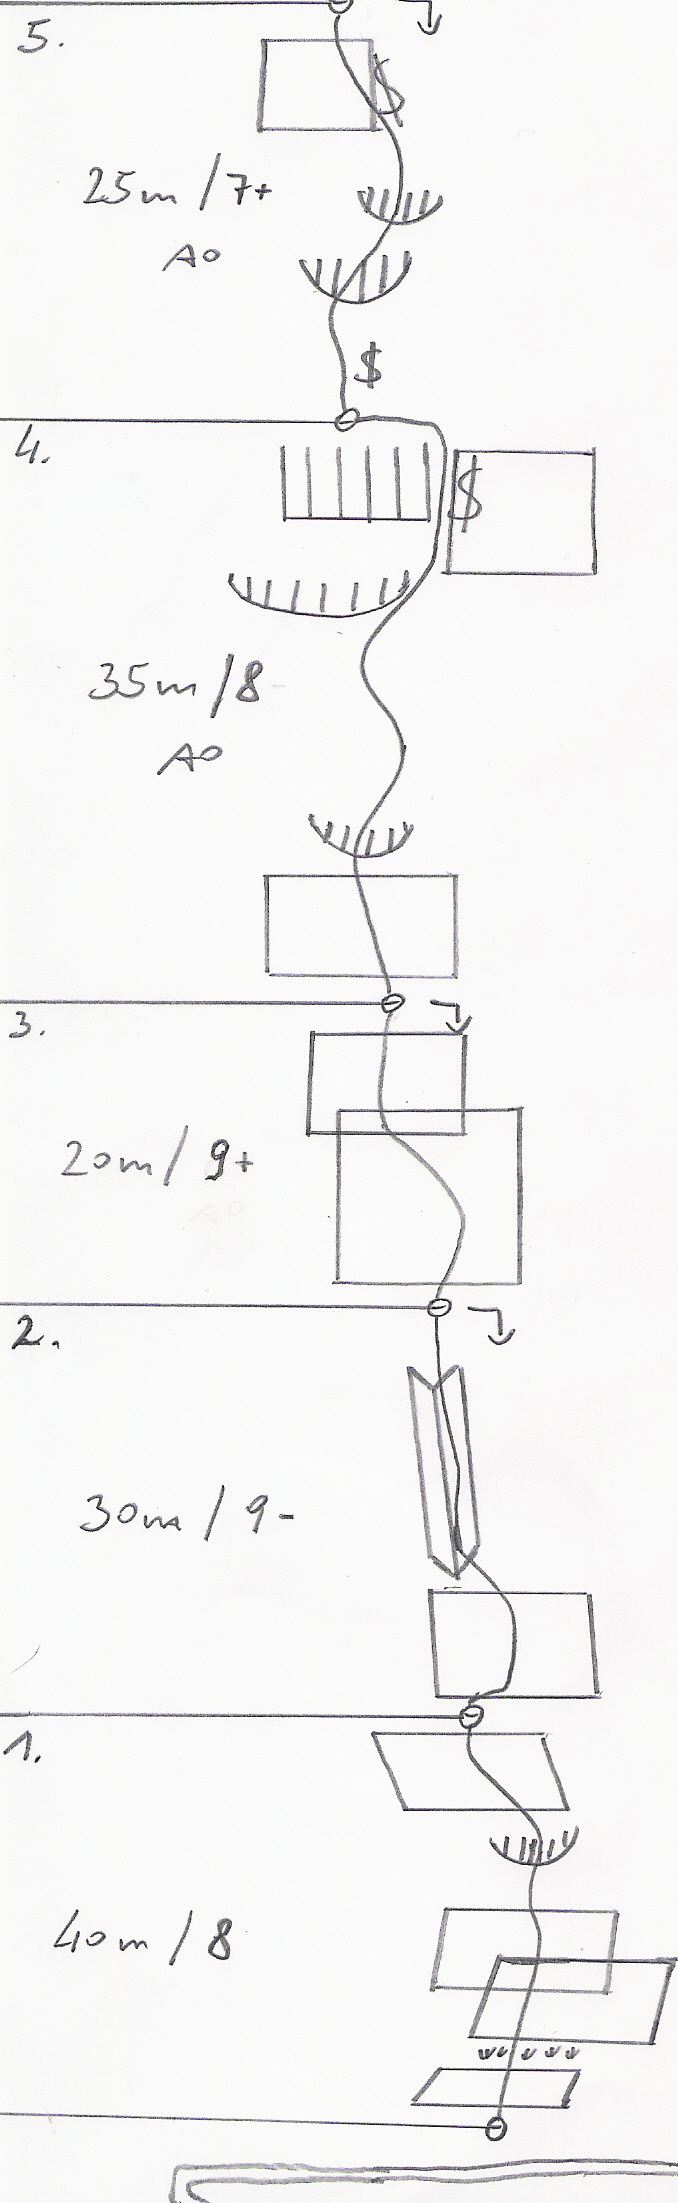 5.
$
25m/7+
A0
$
4.
$
35m/8
A0
3.
20m/9+
2.
30m/9-
1.
40m/8